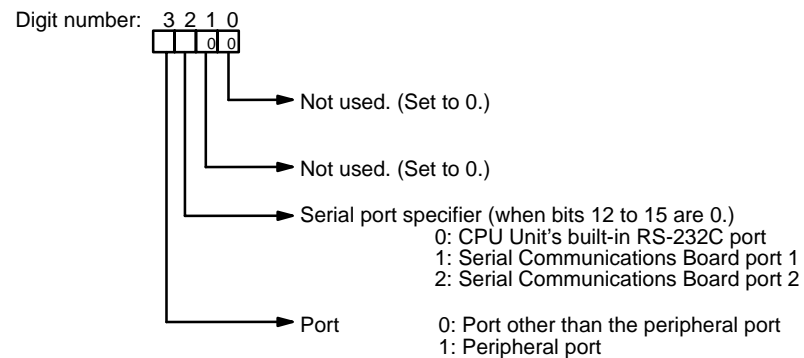 Digit number: 3 2 1 0
0 0
Not used. (Set to 0.)
Not used. (Set to 0.)
Serial port specifier (when bits 12 to 15 are 0.)
0: CPU Unit's built-in RS-232C port
1: Serial Communications Board port 1
2: Serial Communications Board port 2
Port 0: Port other than the peripheral port
1: Peripheral port